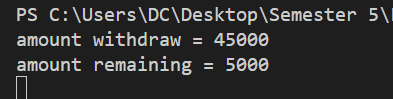 PS C:\Users\DC\Desktop\Semester 5\
amount withdraw = 45000
amount remaining = 5000